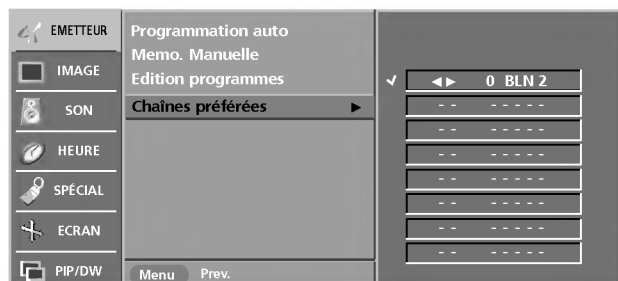 EMETTEUR
IMAGE
SON
HEURE
SPÉCIAL
ECRAN
PIP/DW
Programmation auto
Memo. Manuelle
Edition programmes
Chaînes préférées ▶
Menu Prev.
✓ ◀▶ 0 BLN 2
- - - - - - -
- - - - - - -
- - - - - - -
- - - - - - -
- - - - - - -
- - - - - - -
- - - - - - -